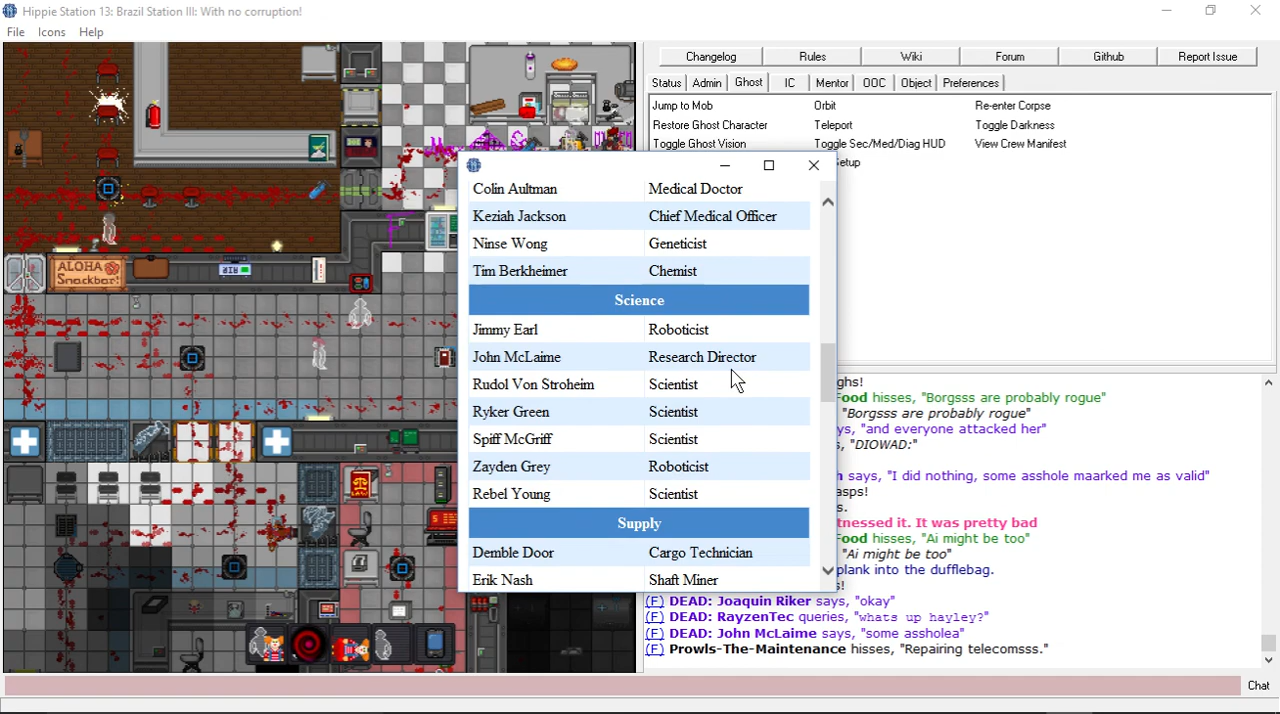 Hippie Station 13: Brazil Station III: With no corruption!
File Icons Help
Changelog Rules Wiki Forum Github Report Issue
Status Admin Ghost IC Mentor OOC Object Preferences
Jump to Mob Orbit Re-enter Corpse
Restore Ghost Character Teleport Toggle Darkness
Toggle Ghost Vision Toggle Sec/Med/Diag HUD View Crew Manifest
Setup
Colin Aultman Medical Doctor
Keziah Jackson Chief Medical Officer
Ninse Wong Geneticist
Tim Berkheimer Chemist
Science
Jimmy Earl Roboticist
John McLaime Research Director
Rudol Von Stroheim Scientist
Ryker Green Scientist
Spiff McGriff Scientist
Zayden Grey Roboticist
Rebel Young Scientist
Supply
Demble Door Cargo Technician
Erik Nash Shaft Miner
ALOHA
Snackbar!
AIR
ghs!
Food hisses, "Borgsss are probably rogue"
"Borgsss are probably rogue"
ys, "and everyone attacked her"
, "DIOWAD:"
h says, "I did nothing, some asshole maarked me as valid"
asps!
s.
tnessed it. It was pretty bad
Food hisses, "Ai might be too"
"Ai might be too"
plank into the dufflebag.
s!
(F) DEAD: Joaquin Riker says, "okay"
(F) DEAD: RayzenTec queries, "whats up hayley?"
(F) DEAD: John McLaime says, "some assholea"
(F) Prowls-The-Maintenance hisses, "Repairing telecomsss."
Chat